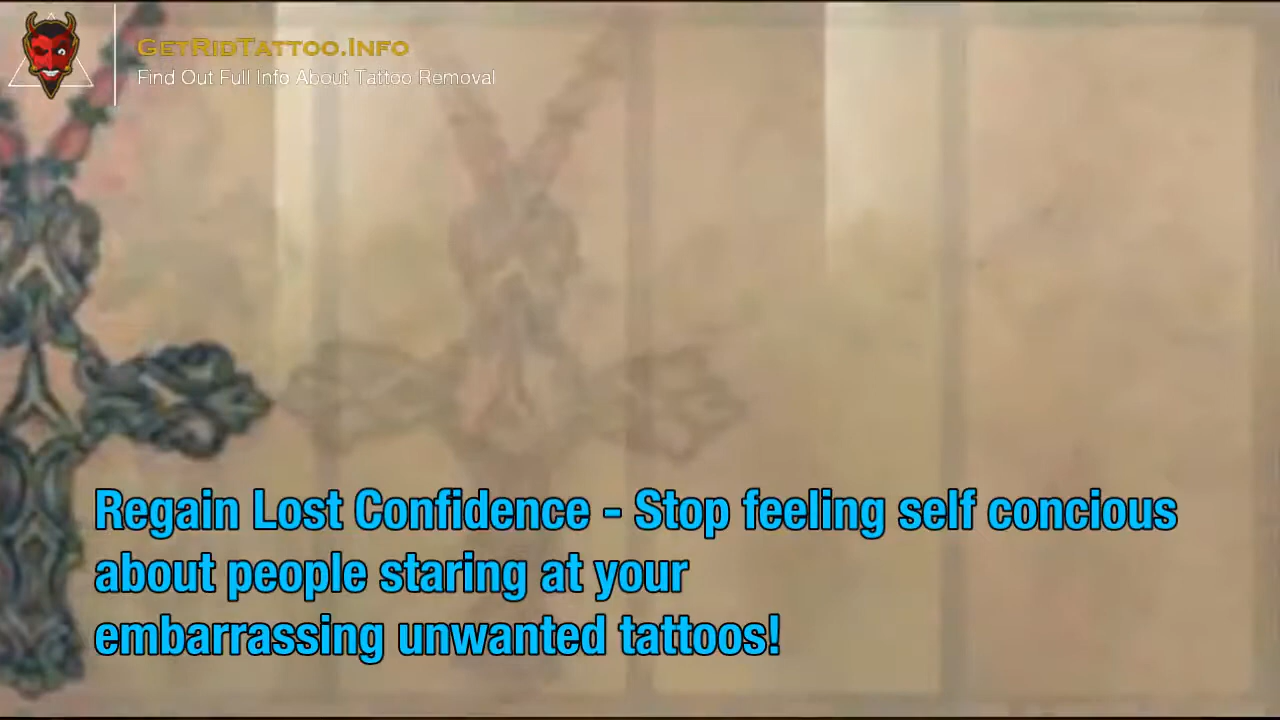 GetRidTattoo.Info
Find Out Full Info About Tattoo Removal
Regain Lost Confidence - Stop feeling self concious
about people staring at your
embarrassing unwanted tattoos!